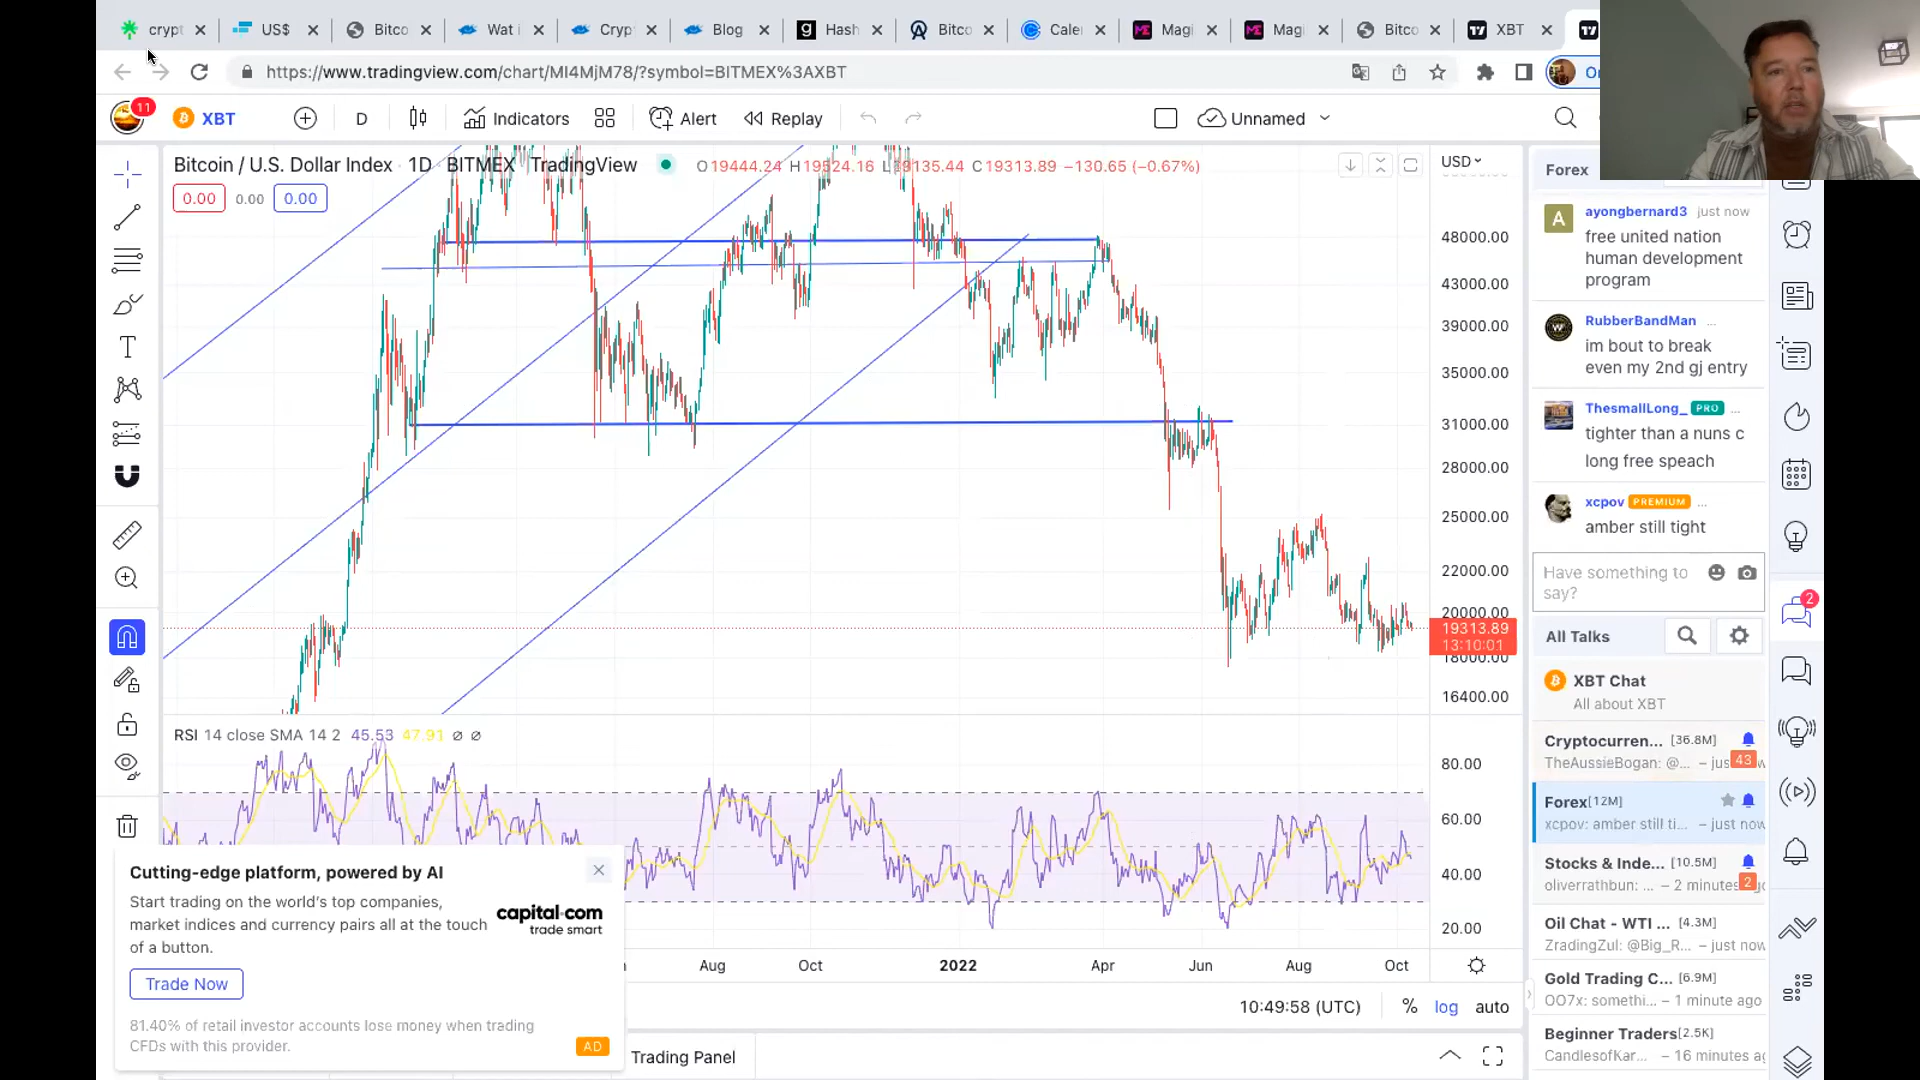 crypt
US$
Bitco
Wat i
Cryp
Blog
Hash
Bitco
Cale
Magi
Magi
Bitco
XBT
https://www.tradingview.com/chart/MI4MjM78/?symbol=BITMEX%3AXBT
11
XBT
D
Indicators
Alert
Replay
Unnamed
Bitcoin / U.S. Dollar Index · 1D · BITMEX · TradingView
O19444.24 H19524.16 L19135.44 C19313.89 −130.65 (−0.67%)
0.00 0.00 0.00
USD
48000.00
43000.00
39000.00
35000.00
31000.00
28000.00
25000.00
22000.00
20000.00
19313.89
13:10:01
18000.00
16400.00
RSI 14 close SMA 14 2 45.53 47.91 ∅ ∅
80.00
60.00
40.00
20.00
Aug Oct 2022 Apr Jun Aug Oct
10:49:58 (UTC) % log auto
Trading Panel
Cutting-edge platform, powered by AI
Start trading on the world's top companies,
market indices and currency pairs all at the touch
of a button.
capital.com
trade smart
Trade Now
81.40% of retail investor accounts lose money when trading
CFDs with this provider.
AD
Forex
A
ayongbernard3 just now
free united nation
human development
program
RubberBandMan ...
im bout to break
even my 2nd gj entry
ThesmallLong_ PRO ...
tighter than a nuns c
long free speach
xcpov PREMIUM ...
amber still tight
Have something to
say?
2
All Talks
XBT Chat
All about XBT
Cryptocurren... [36.8M]
TheAussieBogan: @... – jus
43
Forex[12M]
xcpov: amber still ti... – just now
Stocks & Inde... [10.5M]
oliverrathbun: ... – 2 minutes
2
Oil Chat - WTI ... [4.3M]
ZradingZul: @Big_R... – just now
Gold Trading C... [6.9M]
OO7x: somethi... – 1 minute ago
Beginner Traders[2.5K]
CandlesofKar... – 16 minutes ag